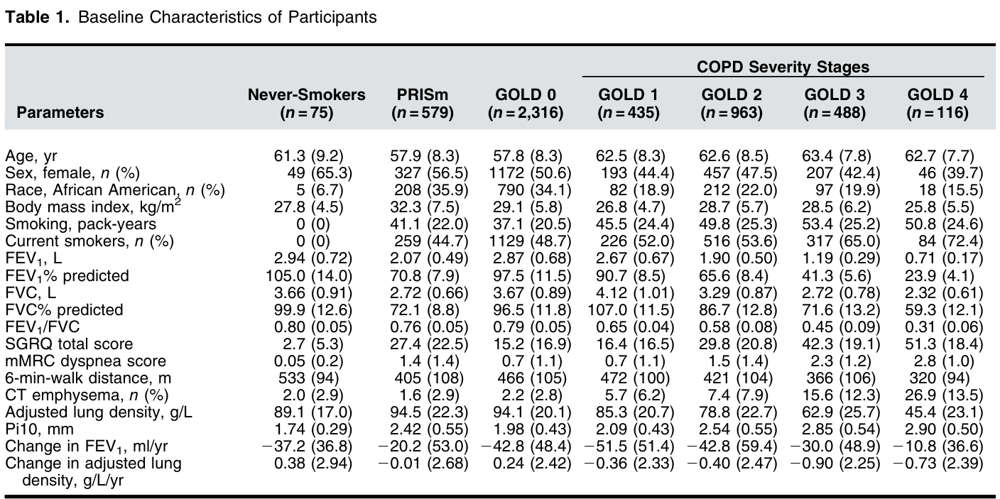 Table 1. Baseline Characteristics of Participants
COPD Severity Stages
Parameters Never-Smokers (n = 75) PRISm (n = 579) GOLD 0 (n = 2,316) GOLD 1 (n = 435) GOLD 2 (n = 963) GOLD 3 (n = 488) GOLD 4 (n = 116)
Age, yr 61.3 (9.2) 57.9 (8.3) 57.8 (8.3) 62.5 (8.3) 62.6 (8.5) 63.4 (7.8) 62.7 (7.7)
Sex, female, n (%) 49 (65.3) 327 (56.5) 1172 (50.6) 193 (44.4) 457 (47.5) 207 (42.4) 46 (39.7)
Race, African American, n (%) 5 (6.7) 208 (35.9) 790 (34.1) 82 (18.9) 212 (22.0) 97 (19.9) 18 (15.5)
Body mass index, kg/m² 27.8 (4.5) 32.3 (7.5) 29.1 (5.8) 26.8 (4.7) 28.7 (5.7) 28.5 (6.2) 25.8 (5.5)
Smoking, pack-years 0 (0) 41.1 (22.0) 37.1 (20.5) 45.5 (24.4) 49.8 (25.3) 53.4 (25.2) 50.8 (24.6)
Current smokers, n (%) 0 (0) 259 (44.7) 1129 (48.7) 226 (52.0) 516 (53.6) 317 (65.0) 84 (72.4)
FEV₁, L 2.94 (0.72) 2.07 (0.49) 2.87 (0.68) 2.67 (0.67) 1.90 (0.50) 1.19 (0.29) 0.71 (0.17)
FEV₁% predicted 105.0 (14.0) 70.8 (7.9) 97.5 (11.5) 90.7 (8.5) 65.6 (8.4) 41.3 (5.6) 23.9 (4.1)
FVC, L 3.66 (0.91) 2.72 (0.66) 3.67 (0.89) 4.12 (1.01) 3.29 (0.87) 2.72 (0.78) 2.32 (0.61)
FVC% predicted 99.9 (12.6) 72.1 (8.8) 96.5 (11.8) 107.0 (11.5) 86.7 (12.8) 71.6 (13.2) 59.3 (12.1)
FEV₁/FVC 0.80 (0.05) 0.76 (0.05) 0.79 (0.05) 0.65 (0.04) 0.58 (0.08) 0.45 (0.09) 0.31 (0.06)
SGRQ total score 2.7 (5.3) 27.4 (22.5) 15.2 (16.9) 16.4 (16.5) 29.8 (20.8) 42.3 (19.1) 51.3 (18.4)
mMRC dyspnea score 0.05 (0.2) 1.4 (1.4) 0.7 (1.1) 0.7 (1.1) 1.5 (1.4) 2.3 (1.2) 2.8 (1.0)
6-min-walk distance, m 533 (94) 405 (108) 466 (105) 472 (100) 421 (104) 366 (106) 320 (94)
CT emphysema, n (%) 2.0 (2.9) 1.6 (2.9) 2.2 (2.8) 5.7 (6.2) 7.4 (7.9) 15.6 (12.3) 26.9 (13.5)
Adjusted lung density, g/L 89.1 (17.0) 94.5 (22.3) 94.1 (20.1) 85.3 (20.7) 78.8 (22.7) 62.9 (25.7) 45.4 (23.1)
Pi10, mm 1.74 (0.29) 2.42 (0.55) 1.98 (0.43) 2.09 (0.43) 2.54 (0.55) 2.85 (0.54) 2.90 (0.50)
Change in FEV₁, ml/yr −37.2 (36.8) −20.2 (53.0) −42.8 (48.4) −51.5 (51.4) −42.8 (59.4) −30.0 (48.9) −10.8 (36.6)
Change in adjusted lung 0.38 (2.94) −0.01 (2.68) 0.24 (2.42) −0.36 (2.33) −0.40 (2.47) −0.90 (2.25) −0.73 (2.39)
density, g/L/yr